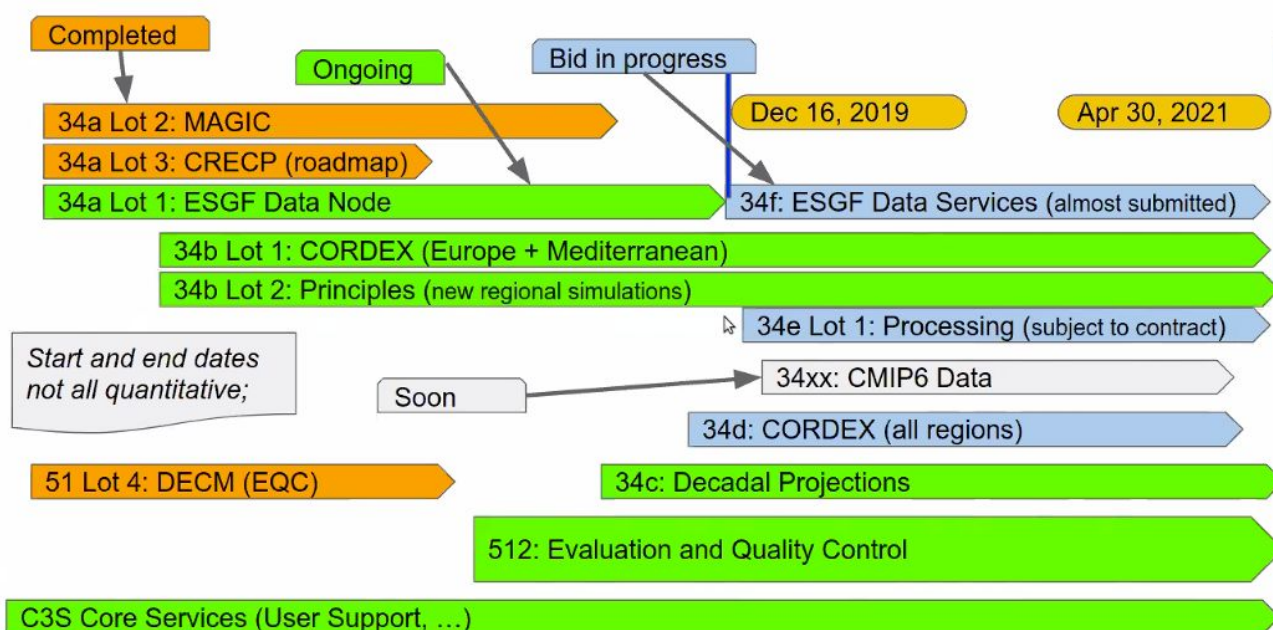 Completed
Ongoing
Bid in progress
34a Lot 2: MAGIC
Dec 16, 2019
Apr 30, 2021
34a Lot 3: CRECP (roadmap)
34a Lot 1: ESGF Data Node
34f: ESGF Data Services (almost submitted)
34b Lot 1: CORDEX (Europe + Mediterranean)
34b Lot 2: Principles (new regional simulations)
34e Lot 1: Processing (subject to contract)
Start and end dates
not all quantitative;
Soon
34xx: CMIP6 Data
34d: CORDEX (all regions)
51 Lot 4: DECM (EQC)
34c: Decadal Projections
512: Evaluation and Quality Control
C3S Core Services (User Support, …)